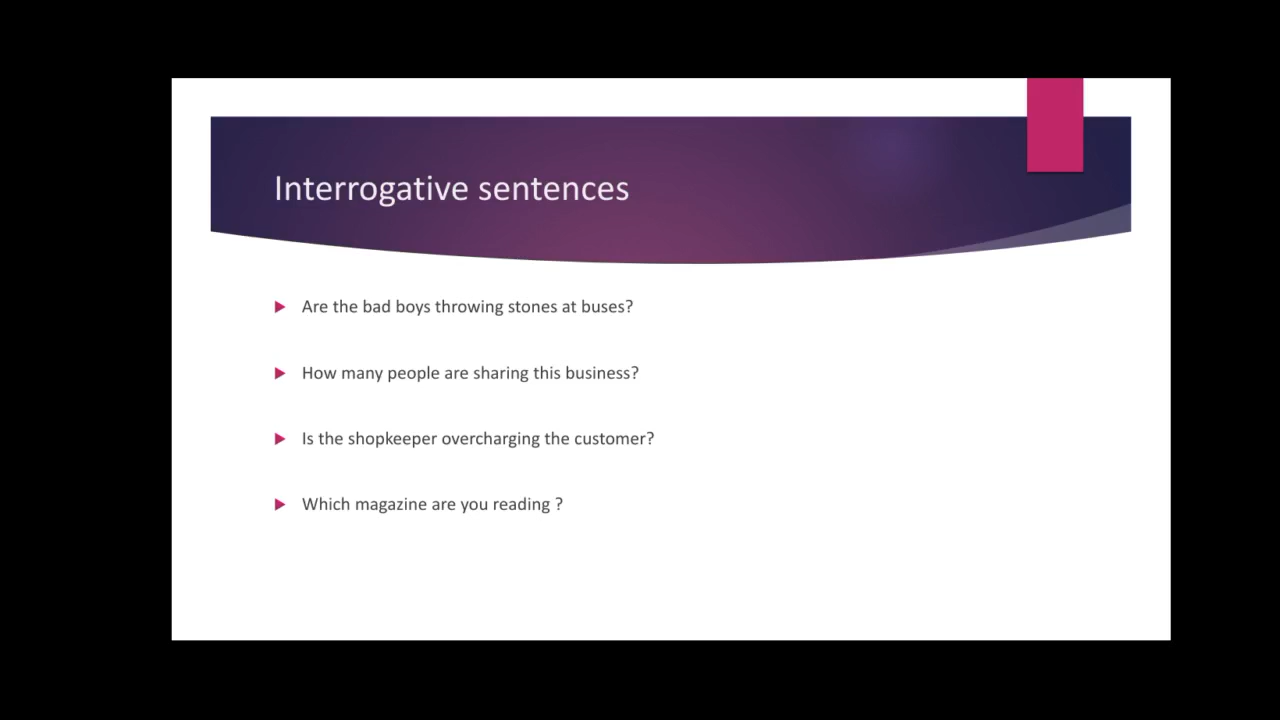 Interrogative sentences
Are the bad boys throwing stones at buses?
How many people are sharing this business?
Is the shopkeeper overcharging the customer?
Which magazine are you reading ?